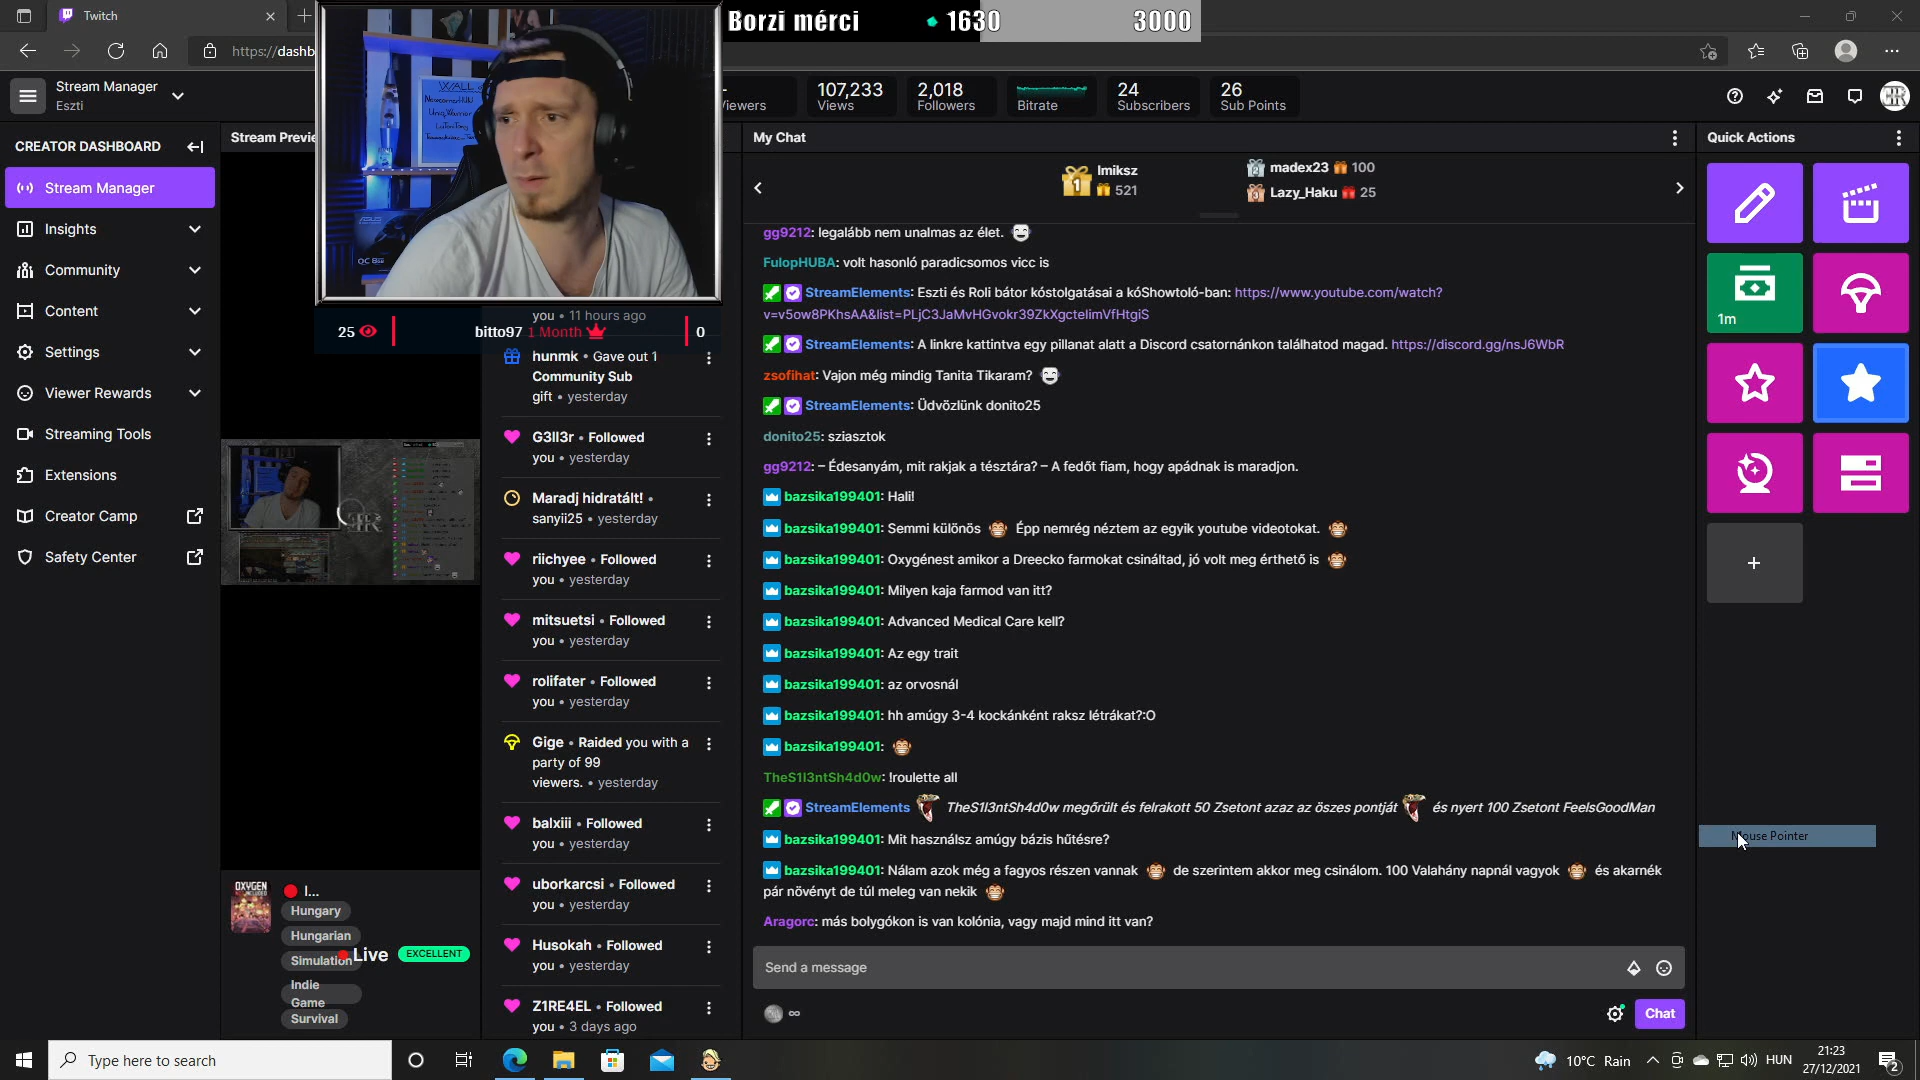 Twitch
Borzi mérci
1630
3000
https://dashb
Stream Manager
Eszti
107,233
Views
2,018
Followers
Bitrate
24
Subscribers
26
Sub Points
CREATOR DASHBOARD
Stream Manager
Insights
Community
Content
Settings
Viewer Rewards
Streaming Tools
Extensions
Creator Camp
Safety Center
Stream Previe
WALL
25
bitto97 1 Month
0
you • 11 hours ago
hunmk • Gave out 1
Community Sub
gift • yesterday
G3ll3r • Followed
you • yesterday
Maradj hidratált! •
sanyii25 • yesterday
riichyee • Followed
you • yesterday
mitsuetsi • Followed
you • yesterday
rolifater • Followed
you • yesterday
Gige • Raided you with a
party of 99
viewers. • yesterday
balxiii • Followed
you • yesterday
uborkarcsi • Followed
you • yesterday
Husokah • Followed
you • yesterday
Z1RE4EL • Followed
you • 3 days ago
OXYGEN
I...
Hungary
Hungarian
Simulation
Live
EXCELLENT
Indie
Game
Survival
My Chat
1
Imiksz
521
2
madex23 100
3
Lazy_Haku 25
gg9212: legalább nem unalmas az élet.
FulopHUBA: volt hasonló paradicsomos vicc is
StreamElements: Eszti és Roli bátor kóstolgatásai a kóShowtoló-ban: https://www.youtube.com/watch?
v=v5ow8PKhsAA&list=PLjC3JaMvHGvokr39ZkXgctelimVfHtgiS
StreamElements: A linkre kattintva egy pillanat alatt a Discord csatornánkon találhatod magad. https://discord.gg/nsJ6WbR
zsofihat: Vajon még mindig Tanita Tikaram?
StreamElements: Üdvözlünk donito25
donito25: sziasztok
gg9212: – Édesanyám, mit rakjak a tésztára? – A fedőt fiam, hogy apádnak is maradjon.
bazsika199401: Hali!
bazsika199401: Semmi különös Épp nemrég néztem az egyik youtube videotokat.
bazsika199401: Oxygénest amikor a Dreecko farmokat csináltad, jó volt meg érthető is
bazsika199401: Milyen kaja farmod van itt?
bazsika199401: Advanced Medical Care kell?
bazsika199401: Az egy trait
bazsika199401: az orvosnál
bazsika199401: hh amúgy 3-4 kockánként raksz létrákat?:O
bazsika199401:
TheS1l3ntSh4d0w: !roulette all
StreamElements TheS1l3ntSh4d0w megőrült és felrakott 50 Zsetont azaz az öszes pontját és nyert 100 Zsetont FeelsGoodMan
bazsika199401: Mit használsz amúgy bázis hűtésre?
bazsika199401: Nálam azok még a fagyos részen vannak de szerintem akkor meg csinálom. 100 Valahány napnál vagyok és akarnék
pár növényt de túl meleg van nekik
Aragorc: más bolygókon is van kolónia, vagy majd mind itt van?
Send a message
∞
Chat
Quick Actions
1m
+
Mouse Pointer
Type here to search
10°C Rain
HUN
21:23
27/12/2021
2